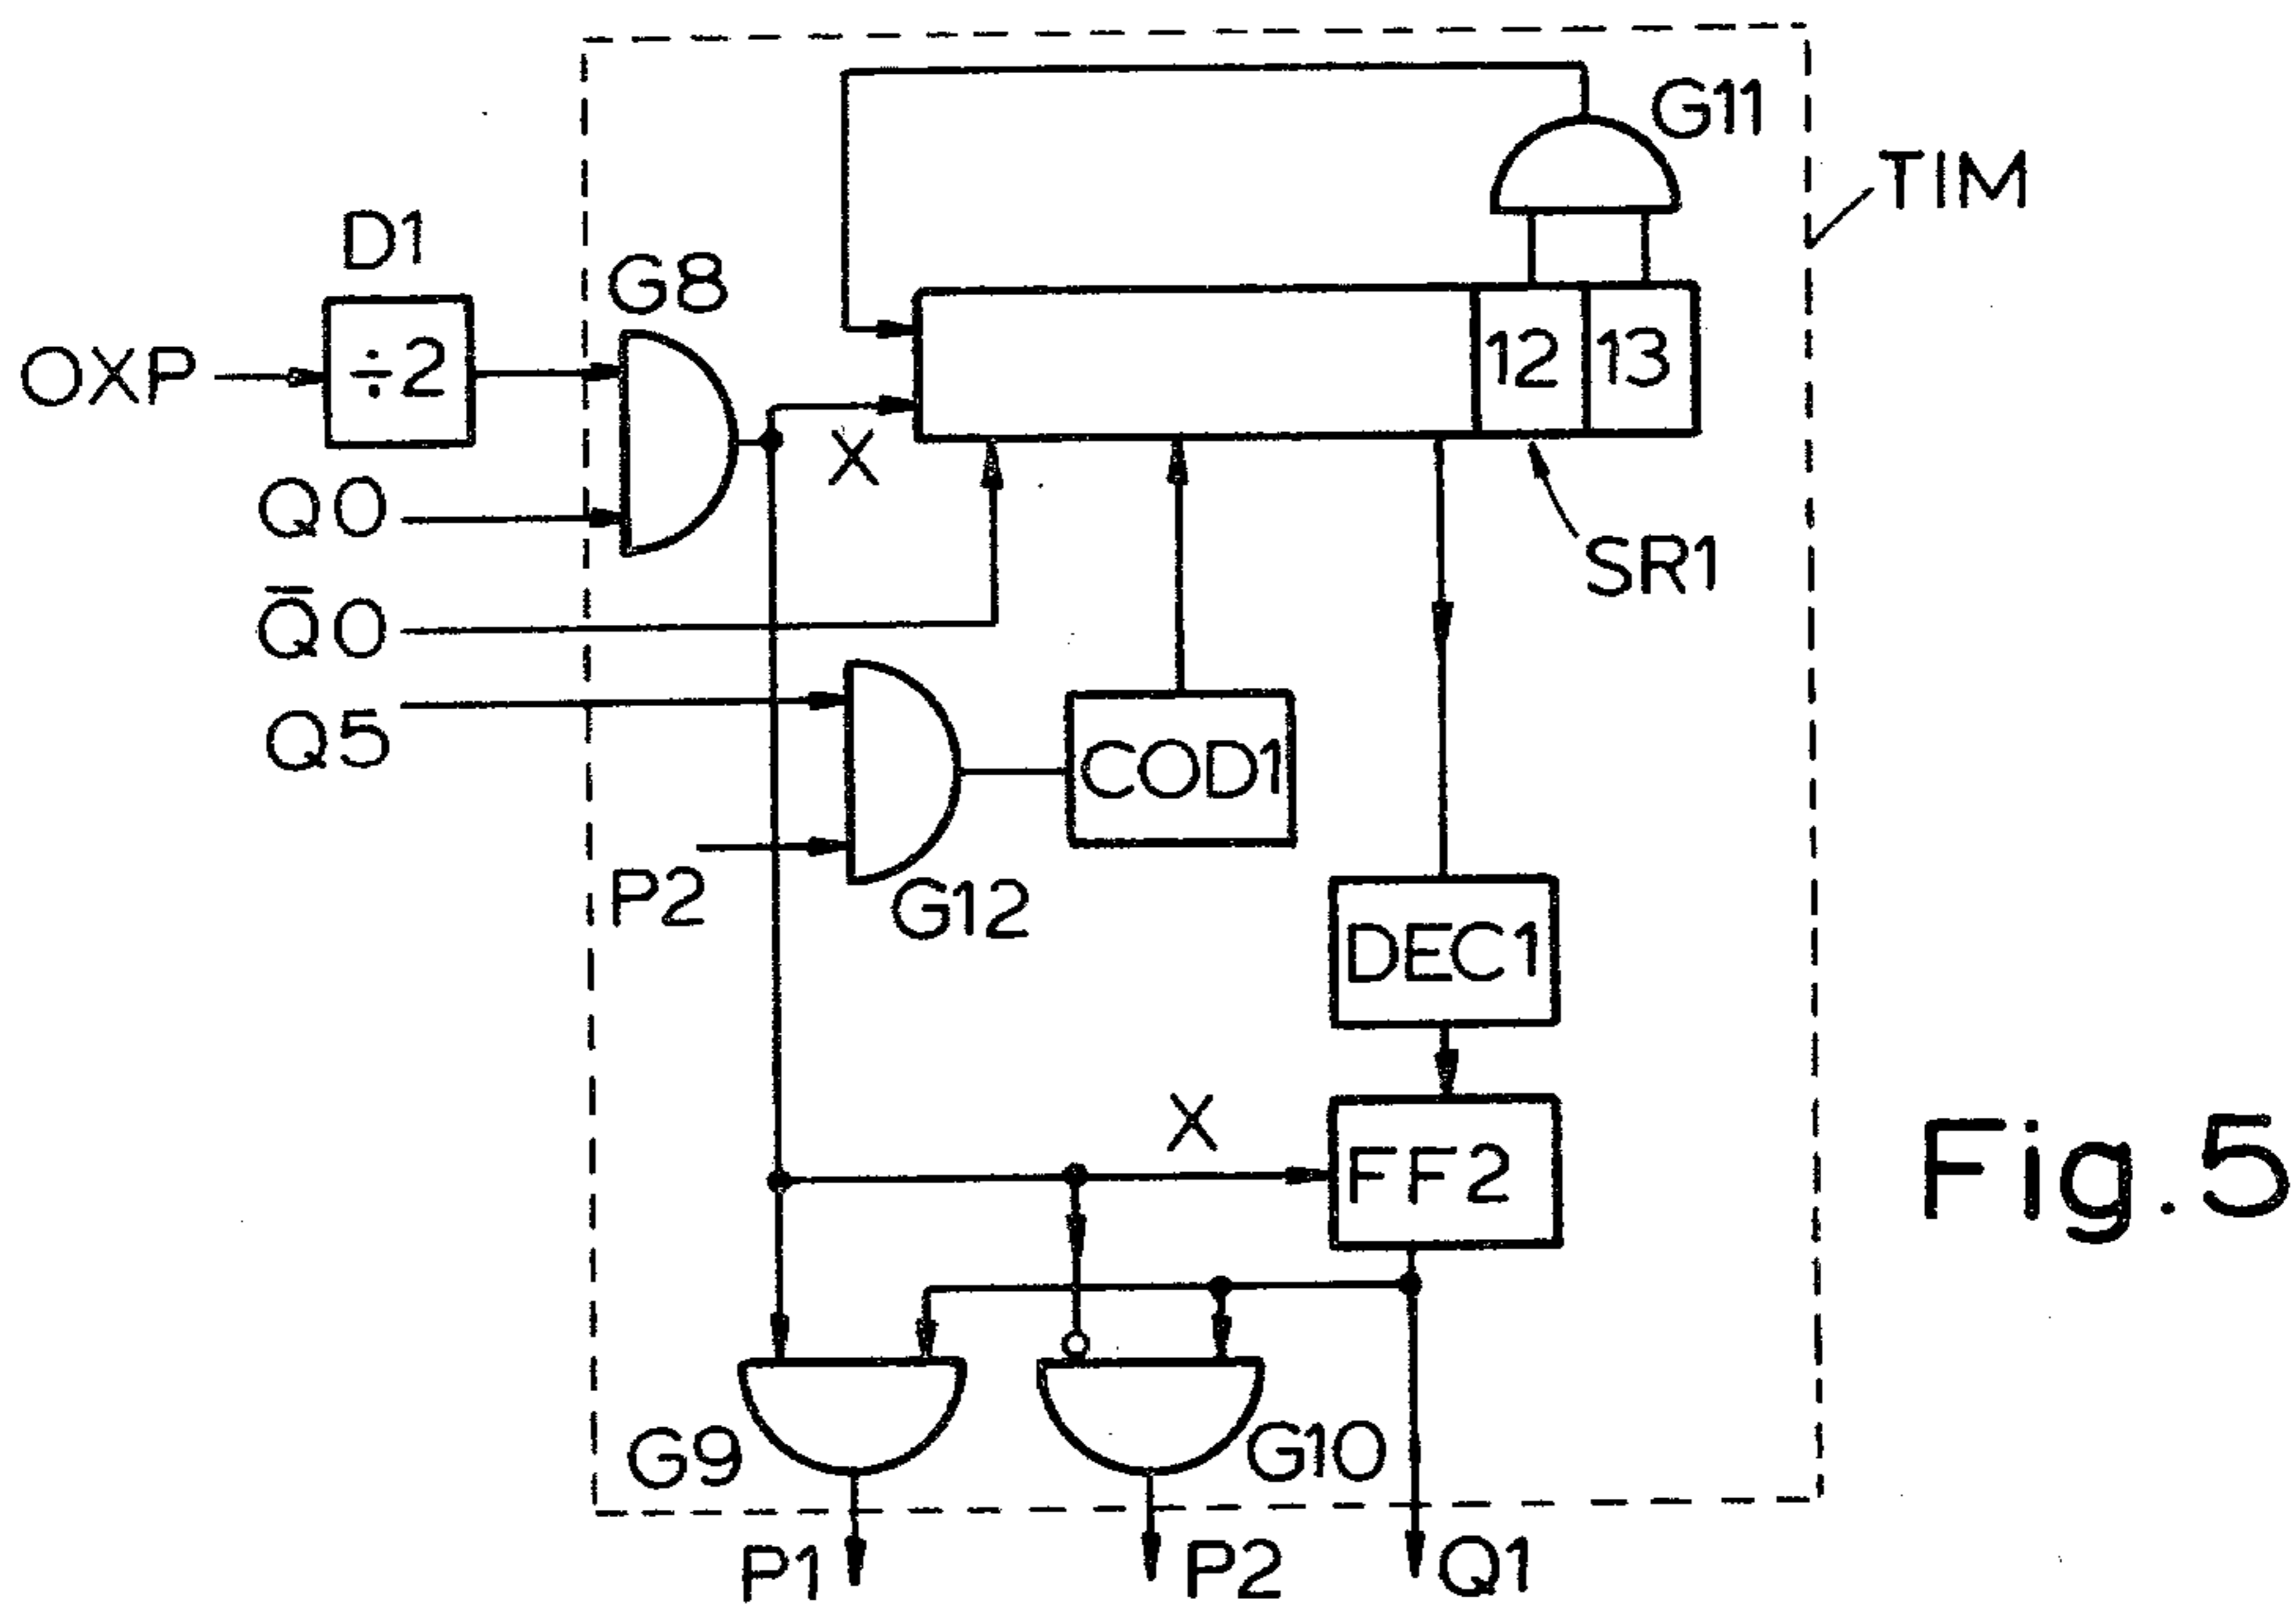 G11
TIM
D1
G8
OXP
÷2
12
13
X
Q0
SR1
Q̅0
Q5
COD1
P2
G12
DEC1
X
FF2
Fig.5
G9
G10
P1
P2
Q1